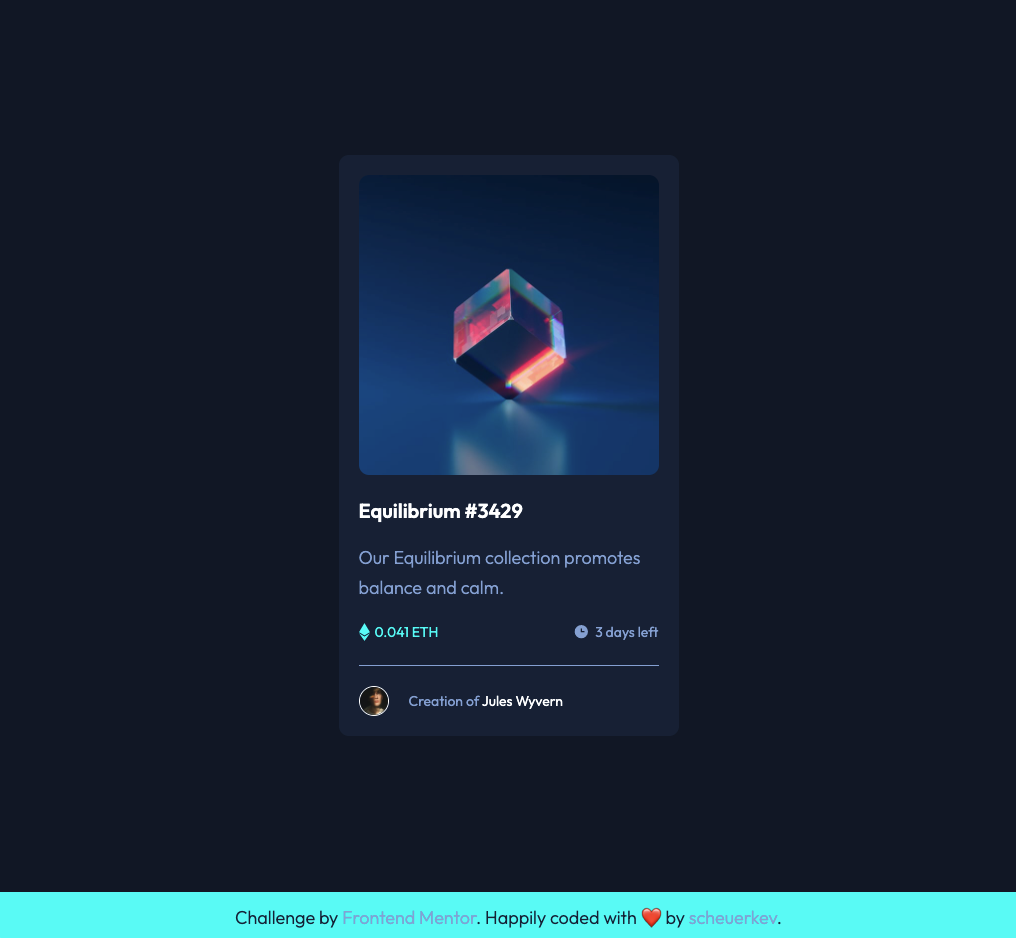 Equilibrium #3429
Our Equilibrium collection promotes
balance and calm.
0.041 ETH
3 days left
Creation of Jules Wyvern
Challenge by Frontend Mentor. Happily coded with ❤️ by scheuerkev.